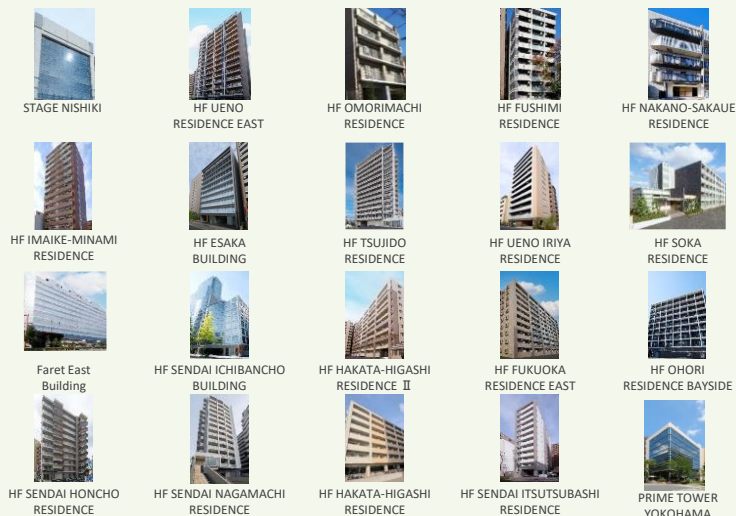 STAGE NISHIKI
HF UENO
RESIDENCE EAST
HF OMORIMACHI
RESIDENCE
HF FUSHIMI
RESIDENCE
HF NAKANO-SAKAUE
RESIDENCE
HF IMAIKE-MINAMI
RESIDENCE
HF ESAKA
BUILDING
HF TSUJIDO
RESIDENCE
HF UENO IRIYA
RESIDENCE
HF SOKA
RESIDENCE
Faret East
Building
HF SENDAI ICHIBANCHO
BUILDING
HF HAKATA-HIGASHI
RESIDENCE Ⅱ
HF FUKUOKA
RESIDENCE EAST
HF OHORI
RESIDENCE BAYSIDE
HF SENDAI HONCHO
RESIDENCE
HF SENDAI NAGAMACHI
RESIDENCE
HF HAKATA-HIGASHI
RESIDENCE
HF SENDAI ITSUTSUBASHI
RESIDENCE
PRIME TOWER
YOKOHAMA